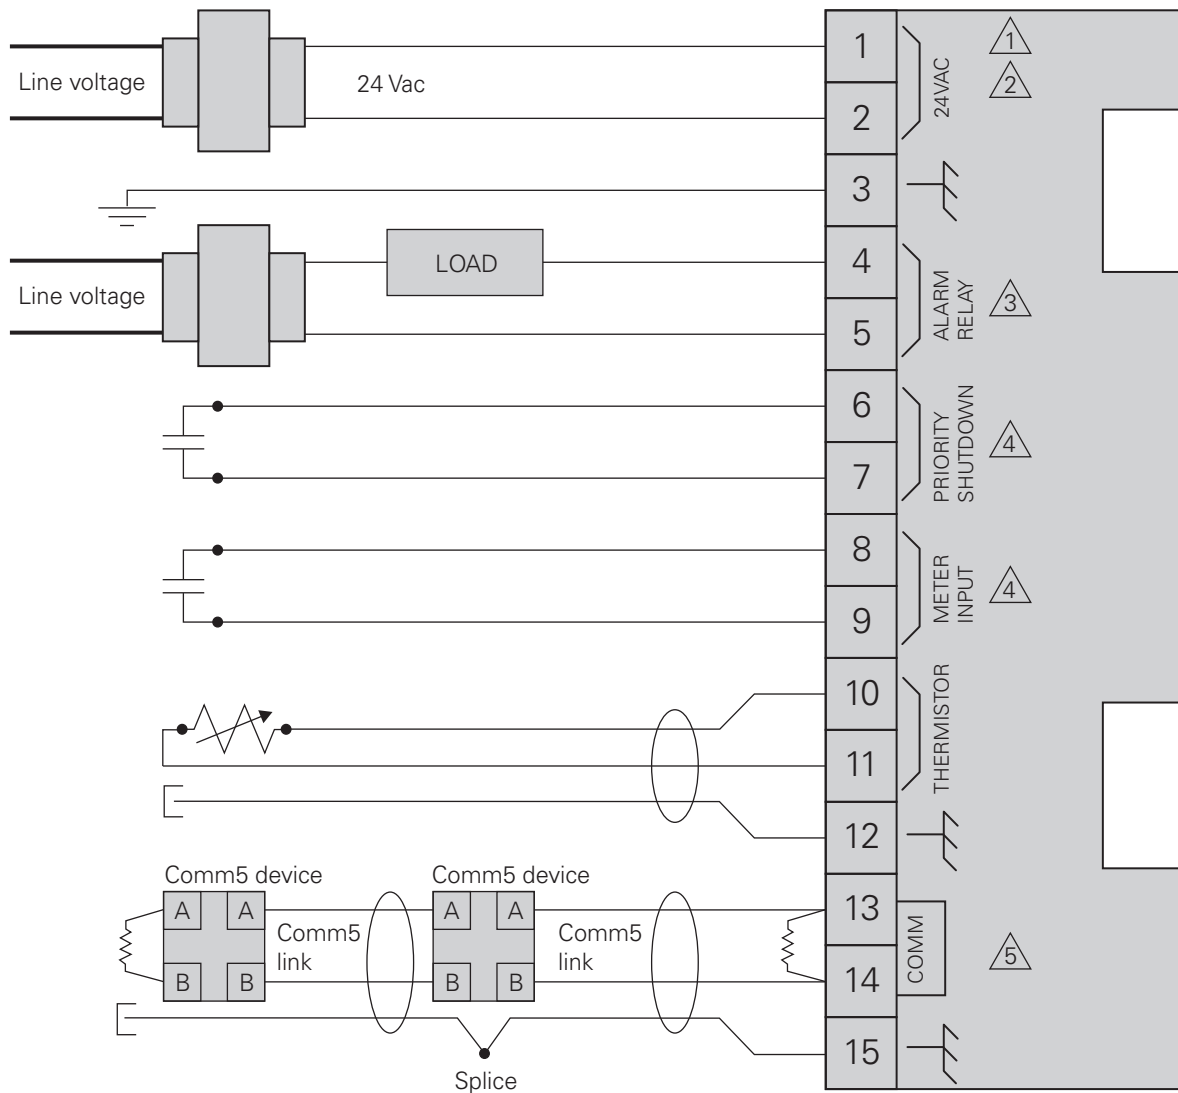 Line voltage
24 Vac
1
2
24VAC
1
2
3
Line voltage
LOAD
4
5
ALARM
RELAY
3
6
7
PRIORITY
SHUTDOWN
4
8
9
METER
INPUT
4
10
11
THERMISTOR
12
Comm5 device
Comm5 device
A
A
A
A
Comm5
link
Comm5
link
B
B
B
B
13
14
COMM
5
15
Splice